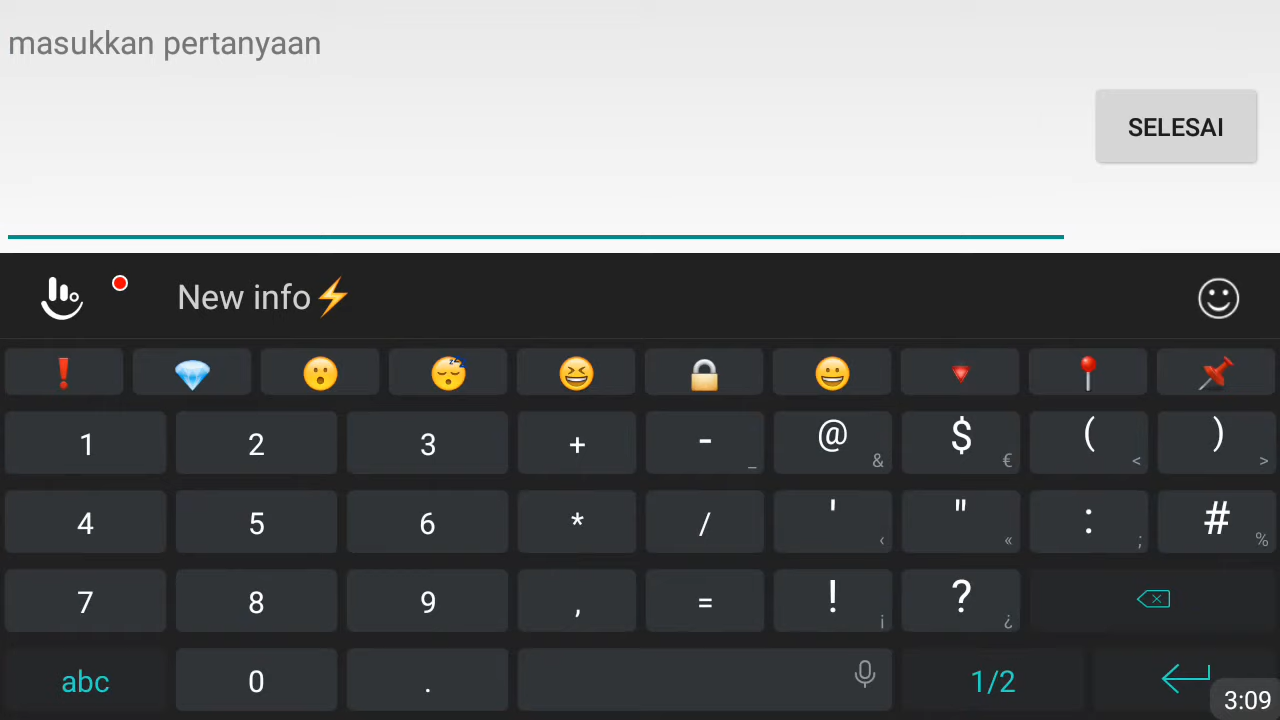 masukkan pertanyaan
SELESAI
New info⚡
❗ 💎 😮 😴 😆 🔒 😀 🔻 📍 📌
1 2 3 + - _ @ & $ € ( < ) >
4 5 6 * / ' ‹ " « : ; # %
7 8 9 , = ! ¡ ? ¿
abc 0 . 1/2
3:09